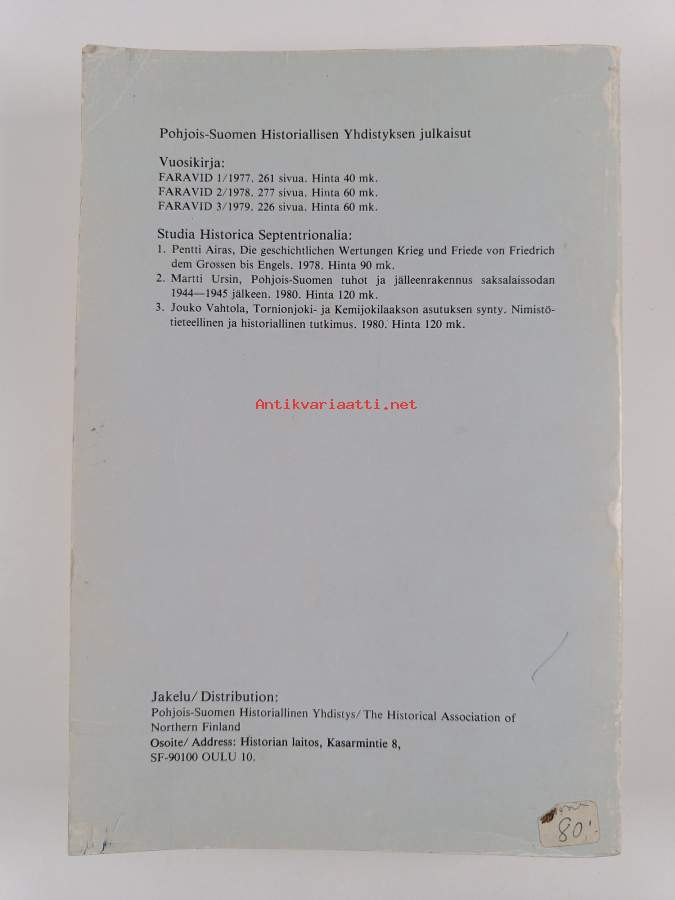 Pohjois-Suomen Historiallisen Yhdistyksen julkaisut
Vuosikirja:
FARAVID 1/1977. 261 sivua. Hinta 40 mk.
FARAVID 2/1978. 277 sivua. Hinta 60 mk.
FARAVID 3/1979. 226 sivua. Hinta 60 mk.
Studia Historica Septentrionalia:
1. Pentti Airas, Die geschichtlichen Wertungen Krieg und Friede von Friedrich
dem Grossen bis Engels. 1978. Hinta 90 mk.
2. Martti Ursin, Pohjois-Suomen tuhot ja jälleenrakennus saksalaissodan
1944—1945 jälkeen. 1980. Hinta 120 mk.
3. Jouko Vahtola, Tornionjoki- ja Kemijokilaakson asutuksen synty. Nimistö-
tieteellinen ja historiallinen tutkimus. 1980. Hinta 120 mk.
Antikvariaatti.net
Jakelu/Distribution:
Pohjois-Suomen Historiallinen Yhdistys/The Historical Association of
Northern Finland
Osoite/Address: Historian laitos, Kasarmintie 8,
SF-90100 OULU 10.
80:-